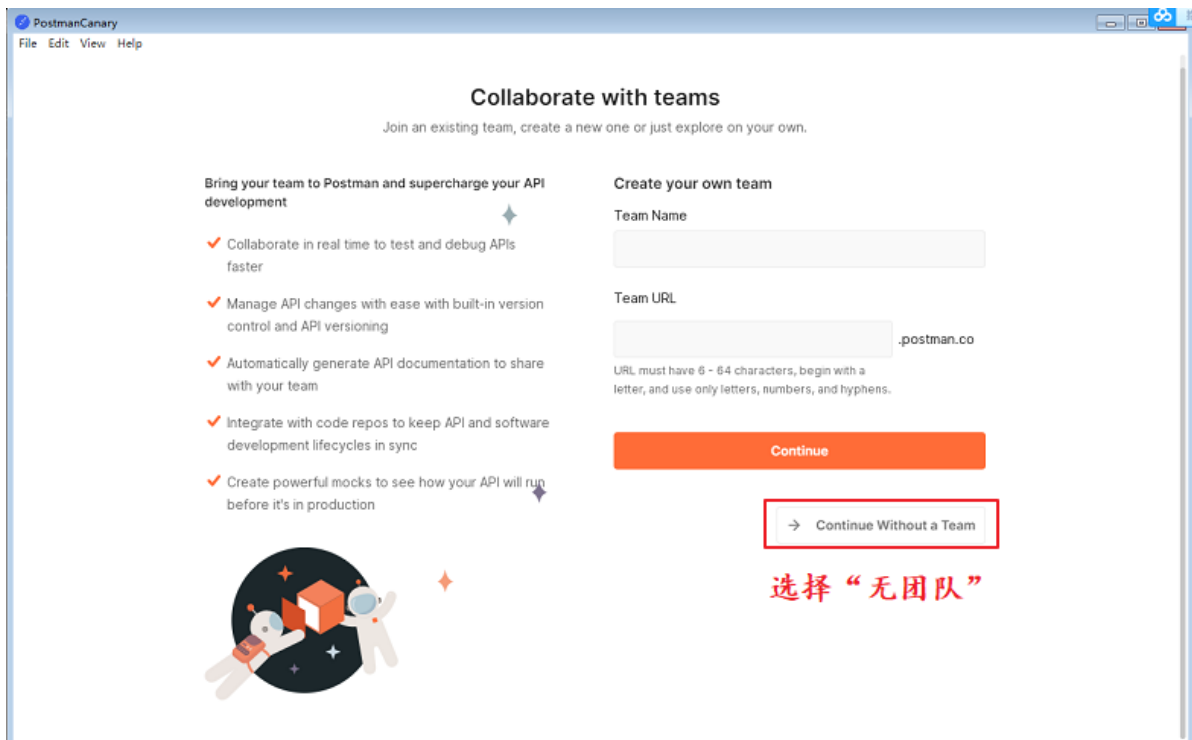 PostmanCanary
File Edit View Help
Collaborate with teams
Join an existing team, create a new one or just explore on your own.
Bring your team to Postman and supercharge your API
development
Collaborate in real time to test and debug APIs
faster
Manage API changes with ease with built-in version
control and API versioning
Automatically generate API documentation to share
with your team
Integrate with code repos to keep API and software
development lifecycles in sync
Create powerful mocks to see how your API will run
before it's in production
Create your own team
Team Name
Team URL
.postman.co
URL must have 6 - 64 characters, begin with a
letter, and use only letters, numbers, and hyphens.
Continue
→ Continue Without a Team
选择“无团队”